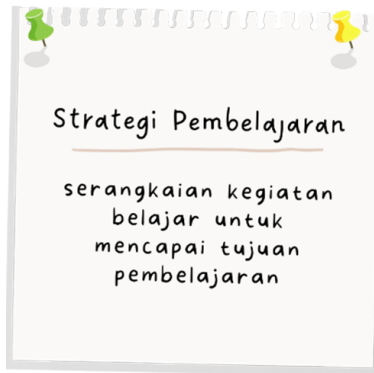 Strategi Pembelajaran
serangkaian kegiatan
belajar untuk
mencapai tujuan
pembelajaran